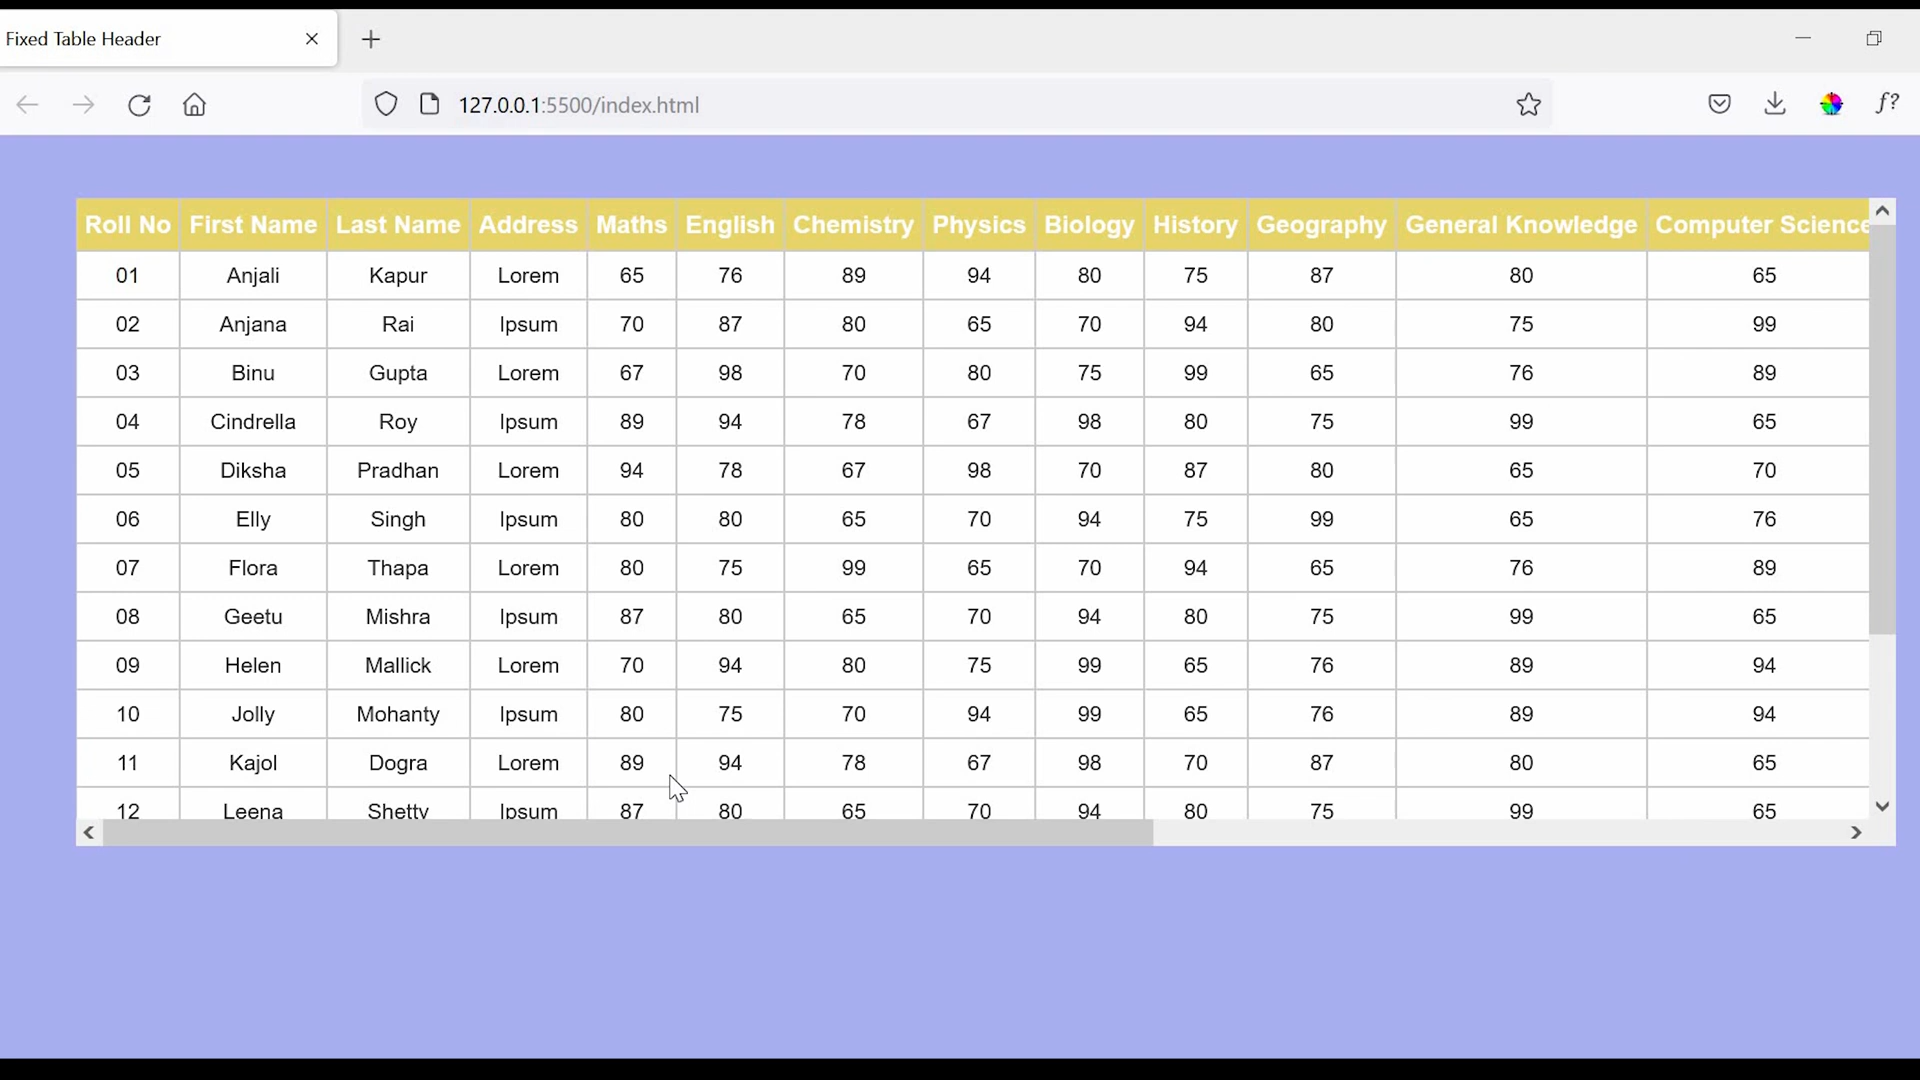 Fixed Table Header
127.0.0.1:5500/index.html
f?
Roll No First Name Last Name Address Maths English Chemistry Physics Biology History Geography General Knowledge Computer Science
01 Anjali Kapur Lorem 65 76 89 94 80 75 87 80 65
02 Anjana Rai Ipsum 70 87 80 65 70 94 80 75 99
03 Binu Gupta Lorem 67 98 70 80 75 99 65 76 89
04 Cindrella Roy Ipsum 89 94 78 67 98 80 75 99 65
05 Diksha Pradhan Lorem 94 78 67 98 70 87 80 65 70
06 Elly Singh Ipsum 80 80 65 70 94 75 99 65 76
07 Flora Thapa Lorem 80 75 99 65 70 94 65 76 89
08 Geetu Mishra Ipsum 87 80 65 70 94 80 75 99 65
09 Helen Mallick Lorem 70 94 80 75 99 65 76 89 94
10 Jolly Mohanty Ipsum 80 75 70 94 99 65 76 89 94
11 Kajol Dogra Lorem 89 94 78 67 98 70 87 80 65
12 Leena Shetty Ipsum 87 80 65 70 94 80 75 99 65